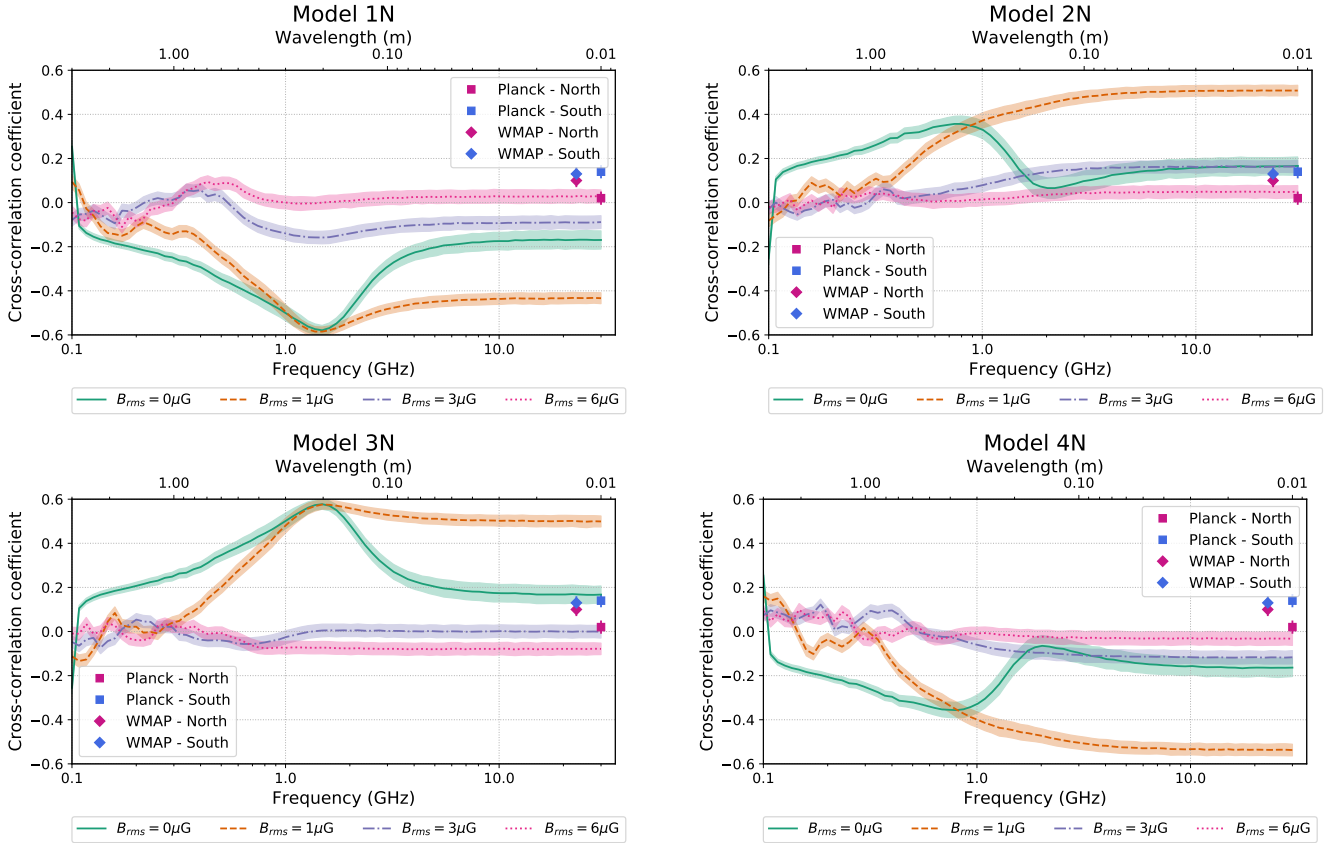 Model 1N
Wavelength (m)
1.00 0.10 0.01
Cross-correlation coefficient
0.6
0.4
0.2
0.0
−0.2
−0.4
−0.6
Planck - North
Planck - South
WMAP - North
WMAP - South
0.1 1.0 10.0
Frequency (GHz)
B_rms = 0μG B_rms = 1μG B_rms = 3μG B_rms = 6μG
Model 2N
Wavelength (m)
1.00 0.10 0.01
Cross-correlation coefficient
0.6
0.4
0.2
0.0
−0.2
−0.4
−0.6
Planck - North
Planck - South
WMAP - North
WMAP - South
0.1 1.0 10.0
Frequency (GHz)
B_rms = 0μG B_rms = 1μG B_rms = 3μG B_rms = 6μG
Model 3N
Wavelength (m)
1.00 0.10 0.01
Cross-correlation coefficient
0.6
0.4
0.2
0.0
−0.2
−0.4
−0.6
Planck - North
Planck - South
WMAP - North
WMAP - South
0.1 1.0 10.0
Frequency (GHz)
B_rms = 0μG B_rms = 1μG B_rms = 3μG B_rms = 6μG
Model 4N
Wavelength (m)
1.00 0.10 0.01
Cross-correlation coefficient
0.6
0.4
0.2
0.0
−0.2
−0.4
−0.6
Planck - North
Planck - South
WMAP - North
WMAP - South
0.1 1.0 10.0
Frequency (GHz)
B_rms = 0μG B_rms = 1μG B_rms = 3μG B_rms = 6μG